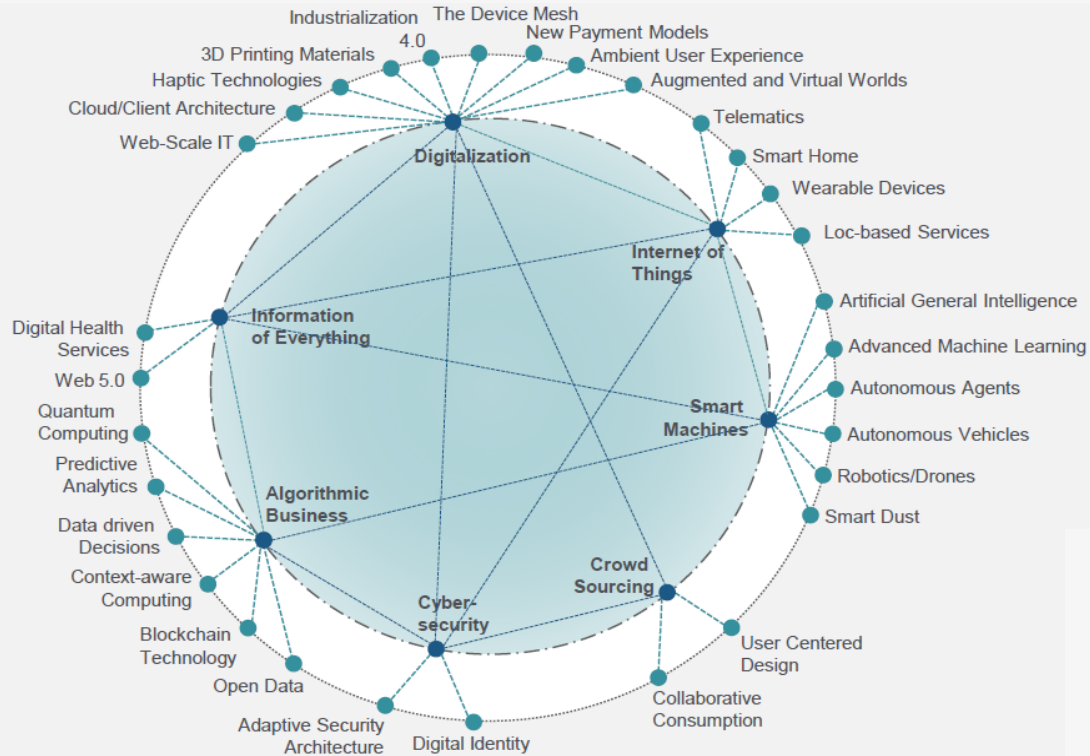 Industrialization
4.0
The Device Mesh
New Payment Models
3D Printing Materials
Ambient User Experience
Haptic Technologies
Augmented and Virtual Worlds
Cloud/Client Architecture
Telematics
Web-Scale IT
Digitalization
Smart Home
Wearable Devices
Loc-based Services
Internet of
Things
Artificial General Intelligence
Information
of Everything
Digital Health
Services
Advanced Machine Learning
Web 5.0
Autonomous Agents
Smart
Machines
Quantum
Computing
Autonomous Vehicles
Predictive
Analytics
Robotics/Drones
Algorithmic
Business
Smart Dust
Data driven
Decisions
Context-aware
Computing
Crowd
Sourcing
Cyber-
security
Blockchain
Technology
User Centered
Design
Open Data
Collaborative
Consumption
Adaptive Security
Architecture
Digital Identity